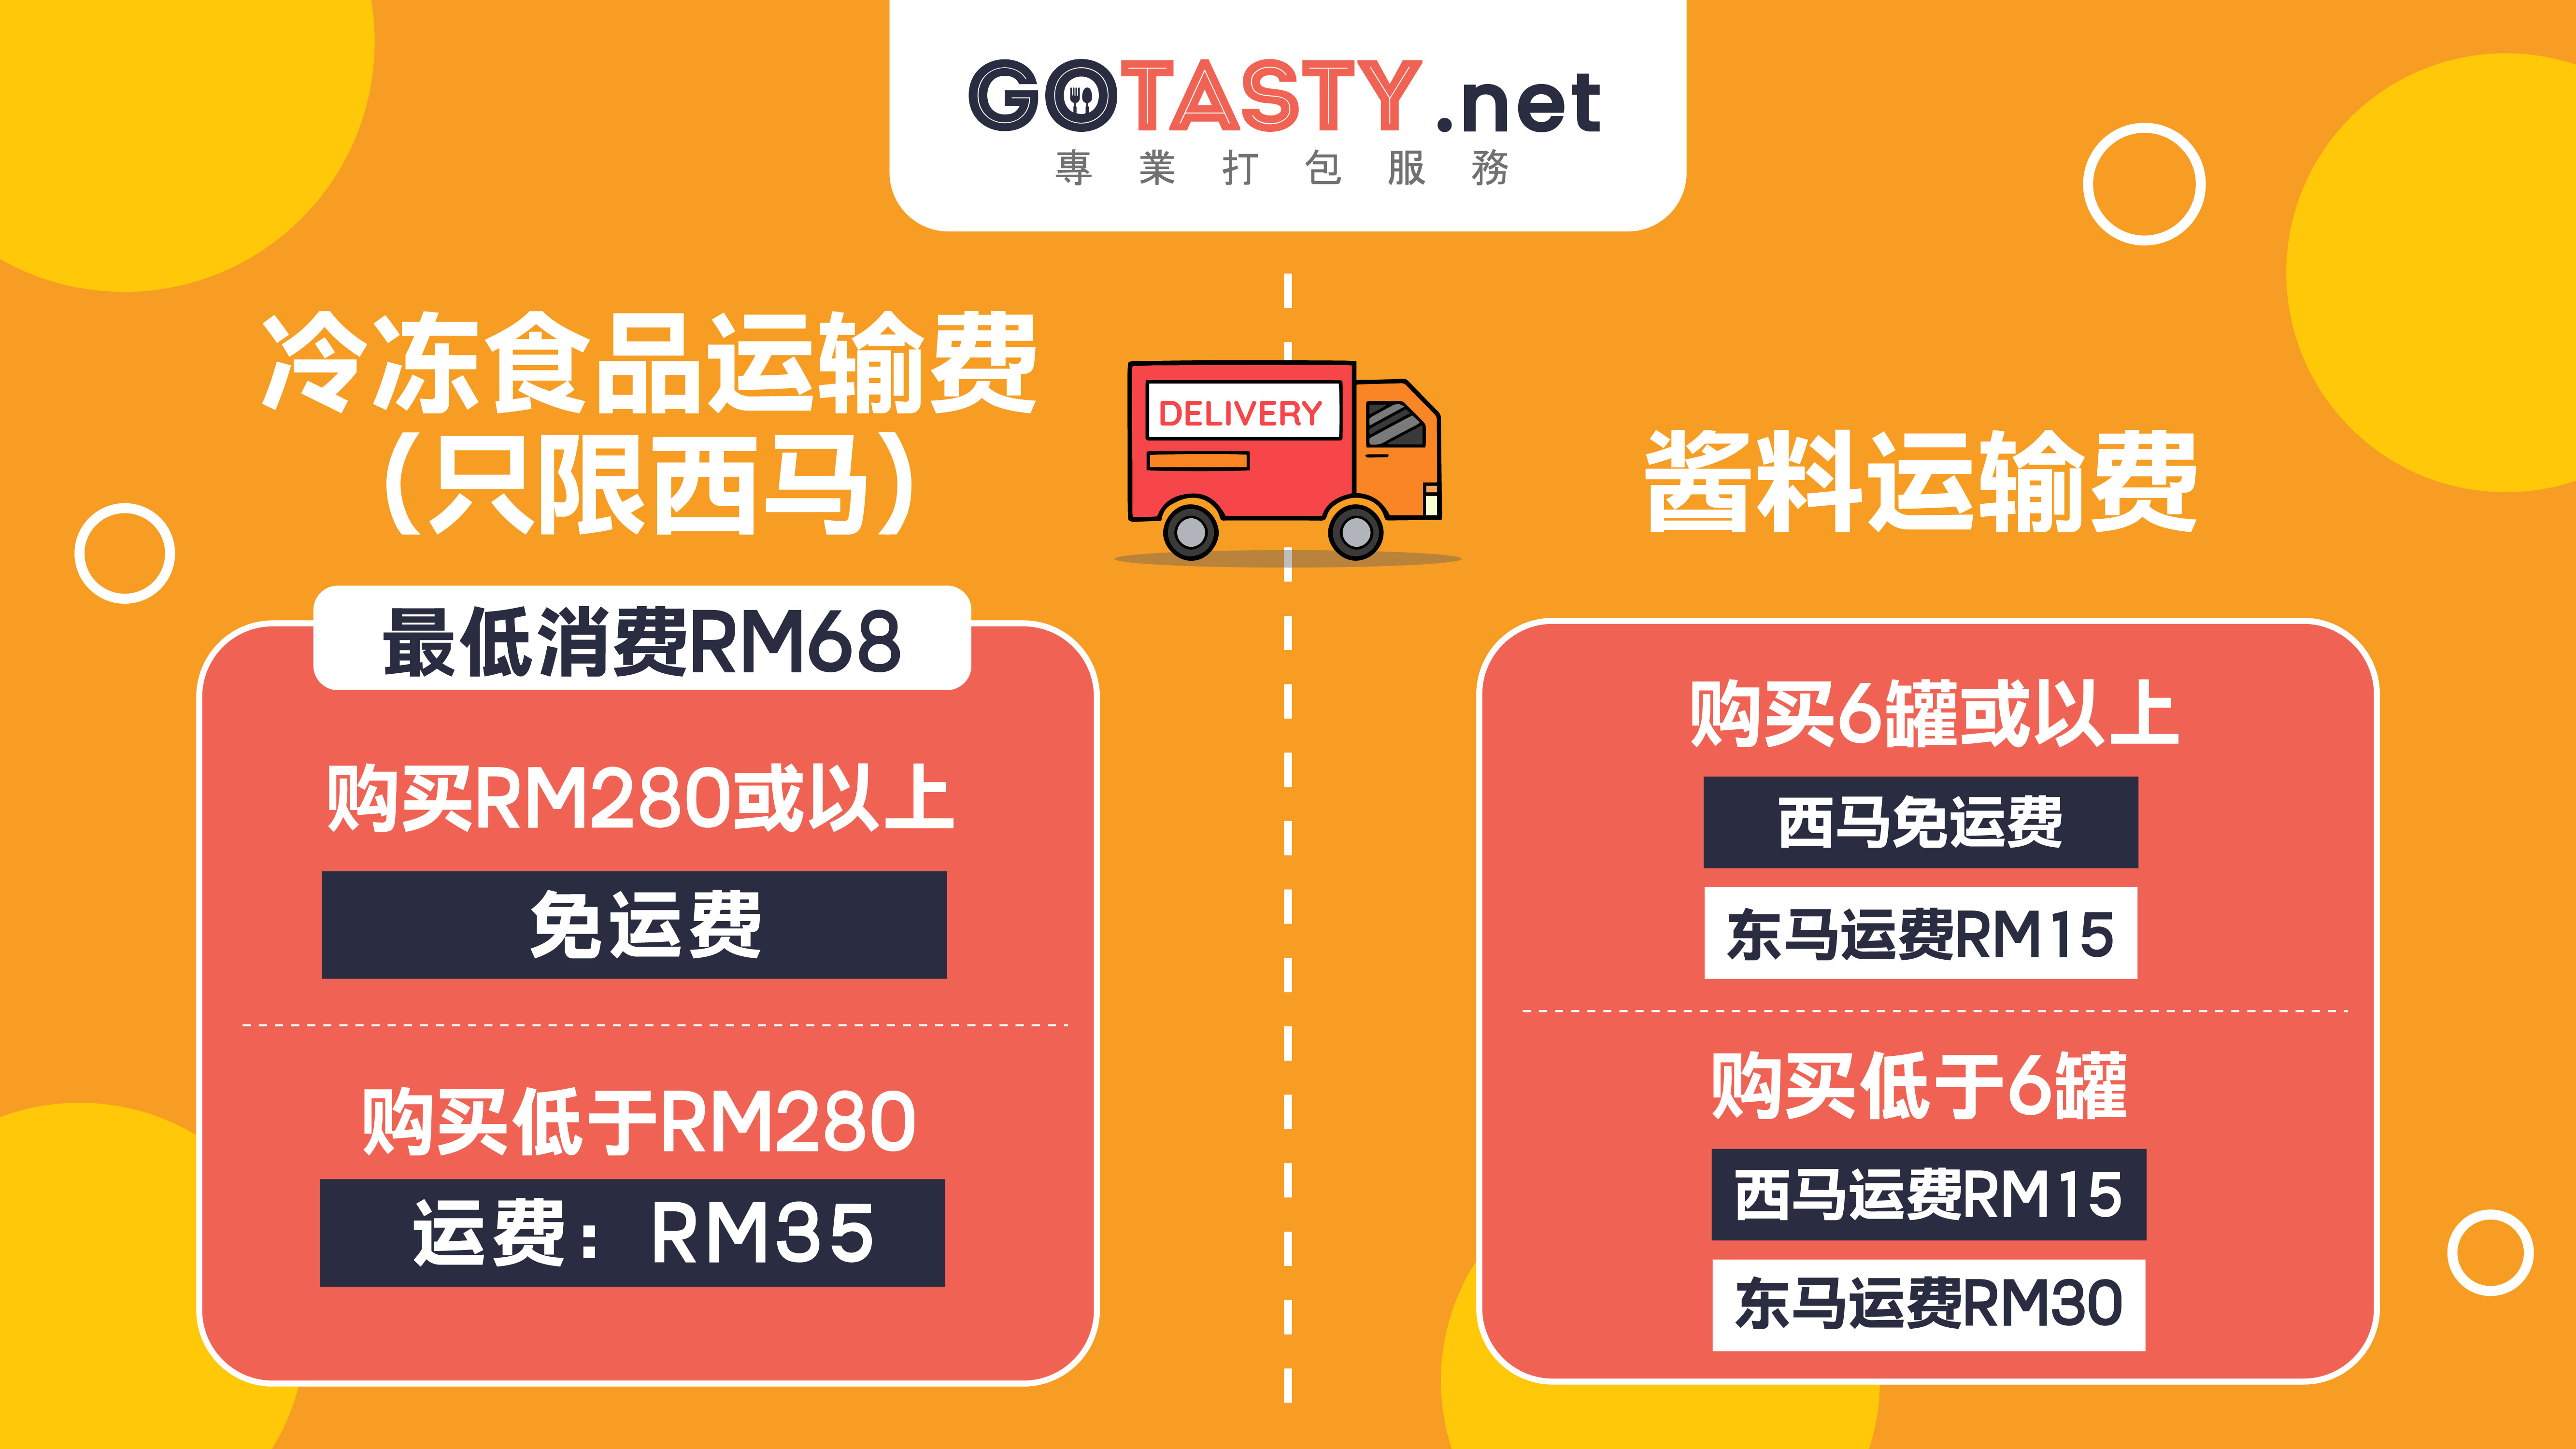 GOTASTY.net
專業打包服務
冷冻食品运输费
（只限西马）
最低消费RM68
购买RM280或以上
免运费
购买低于RM280
运费：RM35
DELIVERY
酱料运输费
购买6罐或以上
西马免运费
东马运费RM15
购买低于6罐
西马运费RM15
东马运费RM30